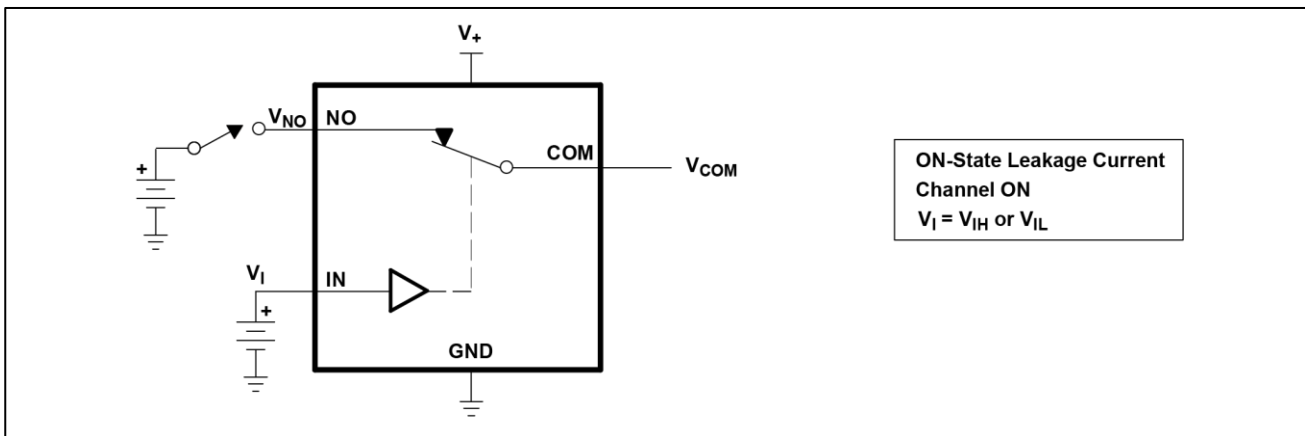 V+
VNO NO
COM
VCOM
+
VI IN
+
GND
ON-State Leakage Current
Channel ON
VI = VIH or VIL